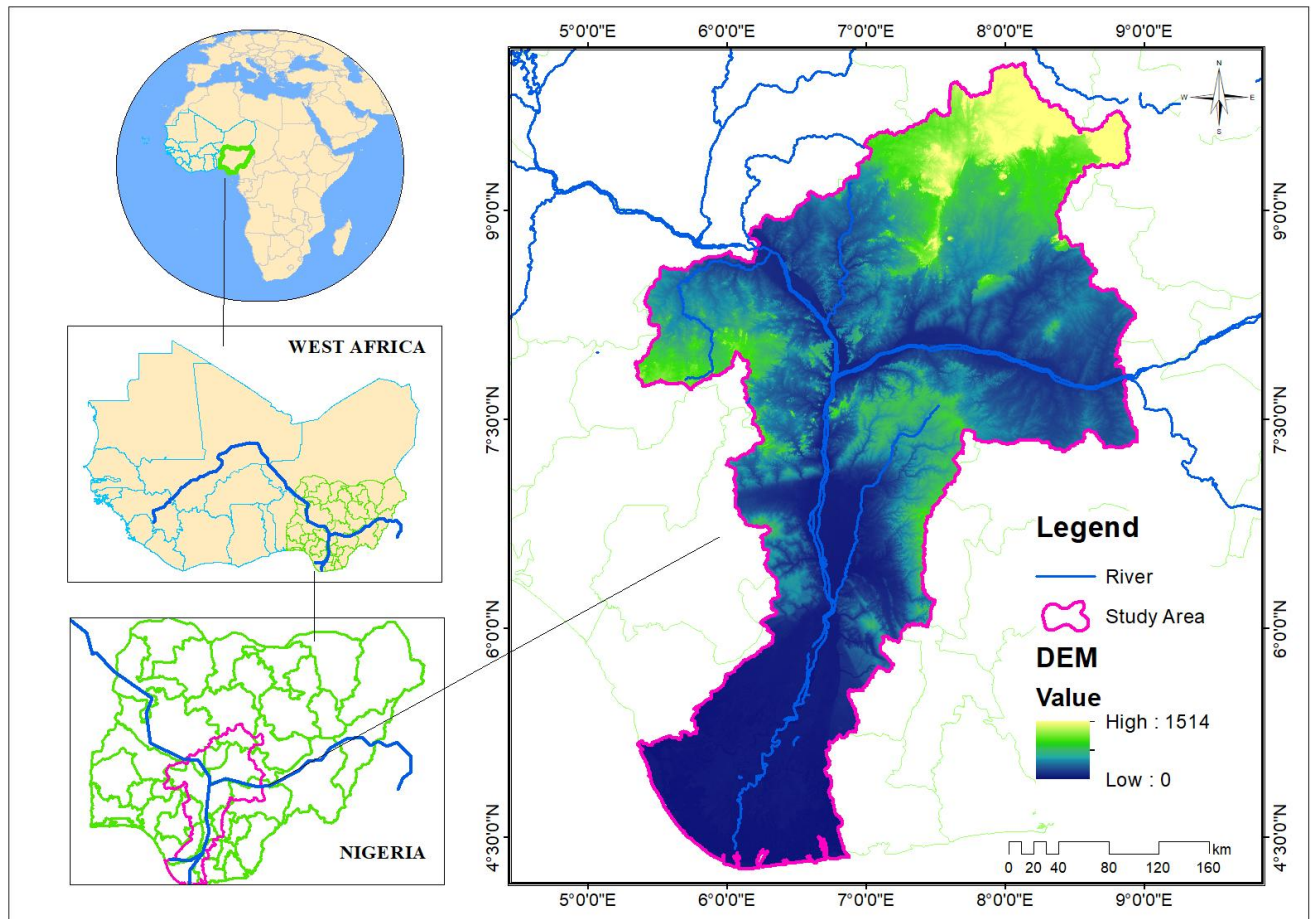 5°0'0"E 6°0'0"E 7°0'0"E 8°0'0"E 9°0'0"E
N
W E
S
9°0'0"N 9°0'0"N
WEST AFRICA
7°30'0"N 7°30'0"N
Legend
River
Study Area
6°0'0"N 6°0'0"N
DEM
Value
High : 1514
Low : 0
NIGERIA
4°30'0"N 4°30'0"N
km
0 20 40 80 120 160
5°0'0"E 6°0'0"E 7°0'0"E 8°0'0"E 9°0'0"E